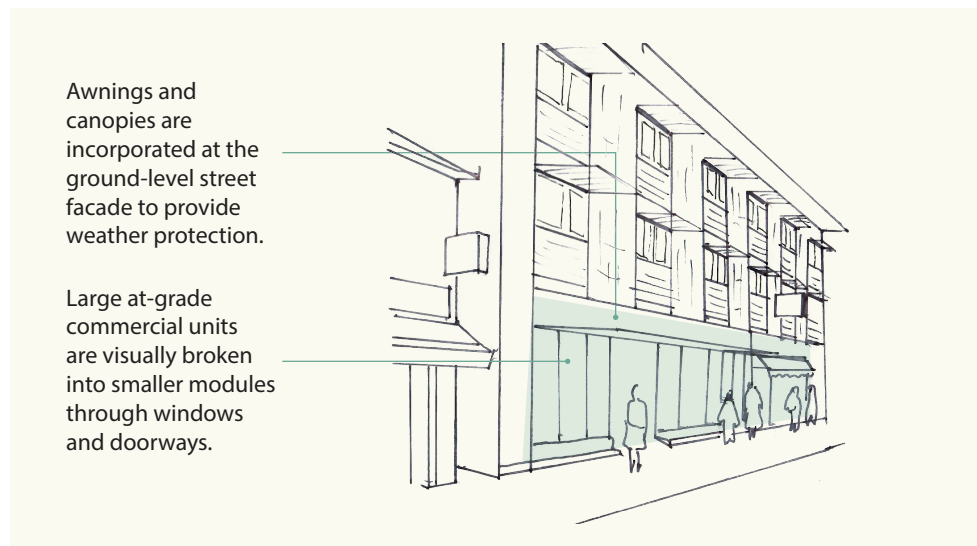 Awnings and
canopies are
incorporated at the
ground-level street
facade to provide
weather protection.
Large at-grade
commercial units
are visually broken
into smaller modules
through windows
and doorways.